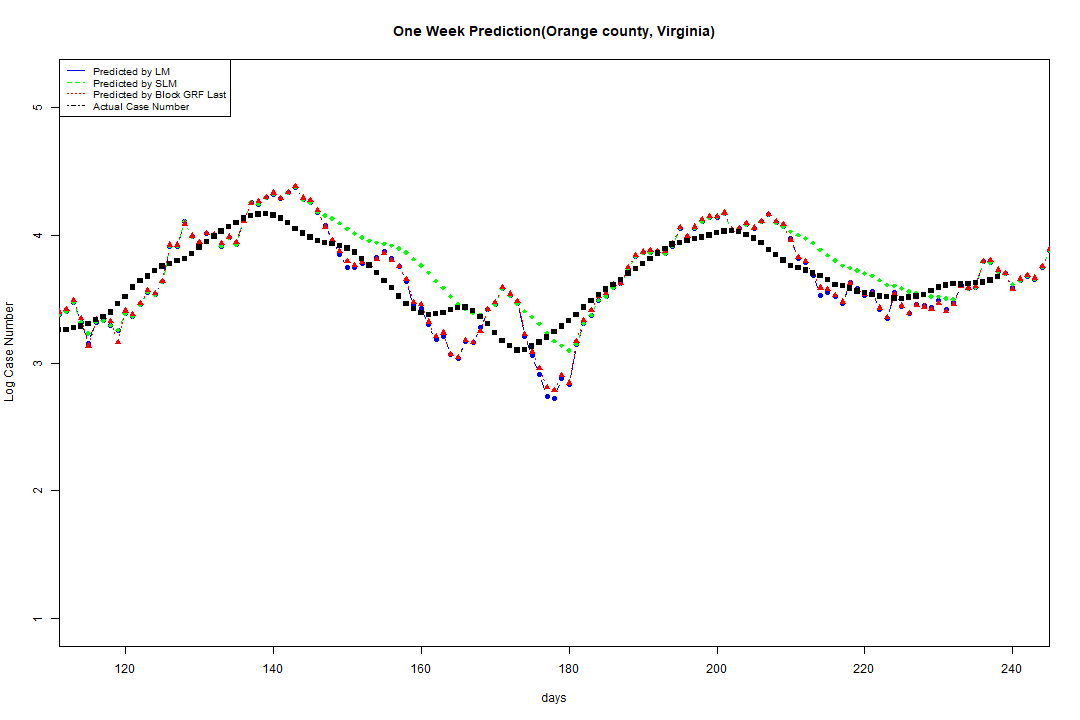 One Week Prediction(Orange county, Virginia)
Predicted by LM
Predicted by SLM
Predicted by Block GRF Last
Actual Case Number
5
4
3
2
1
Log Case Number
120 140 160 180 200 220 240
days